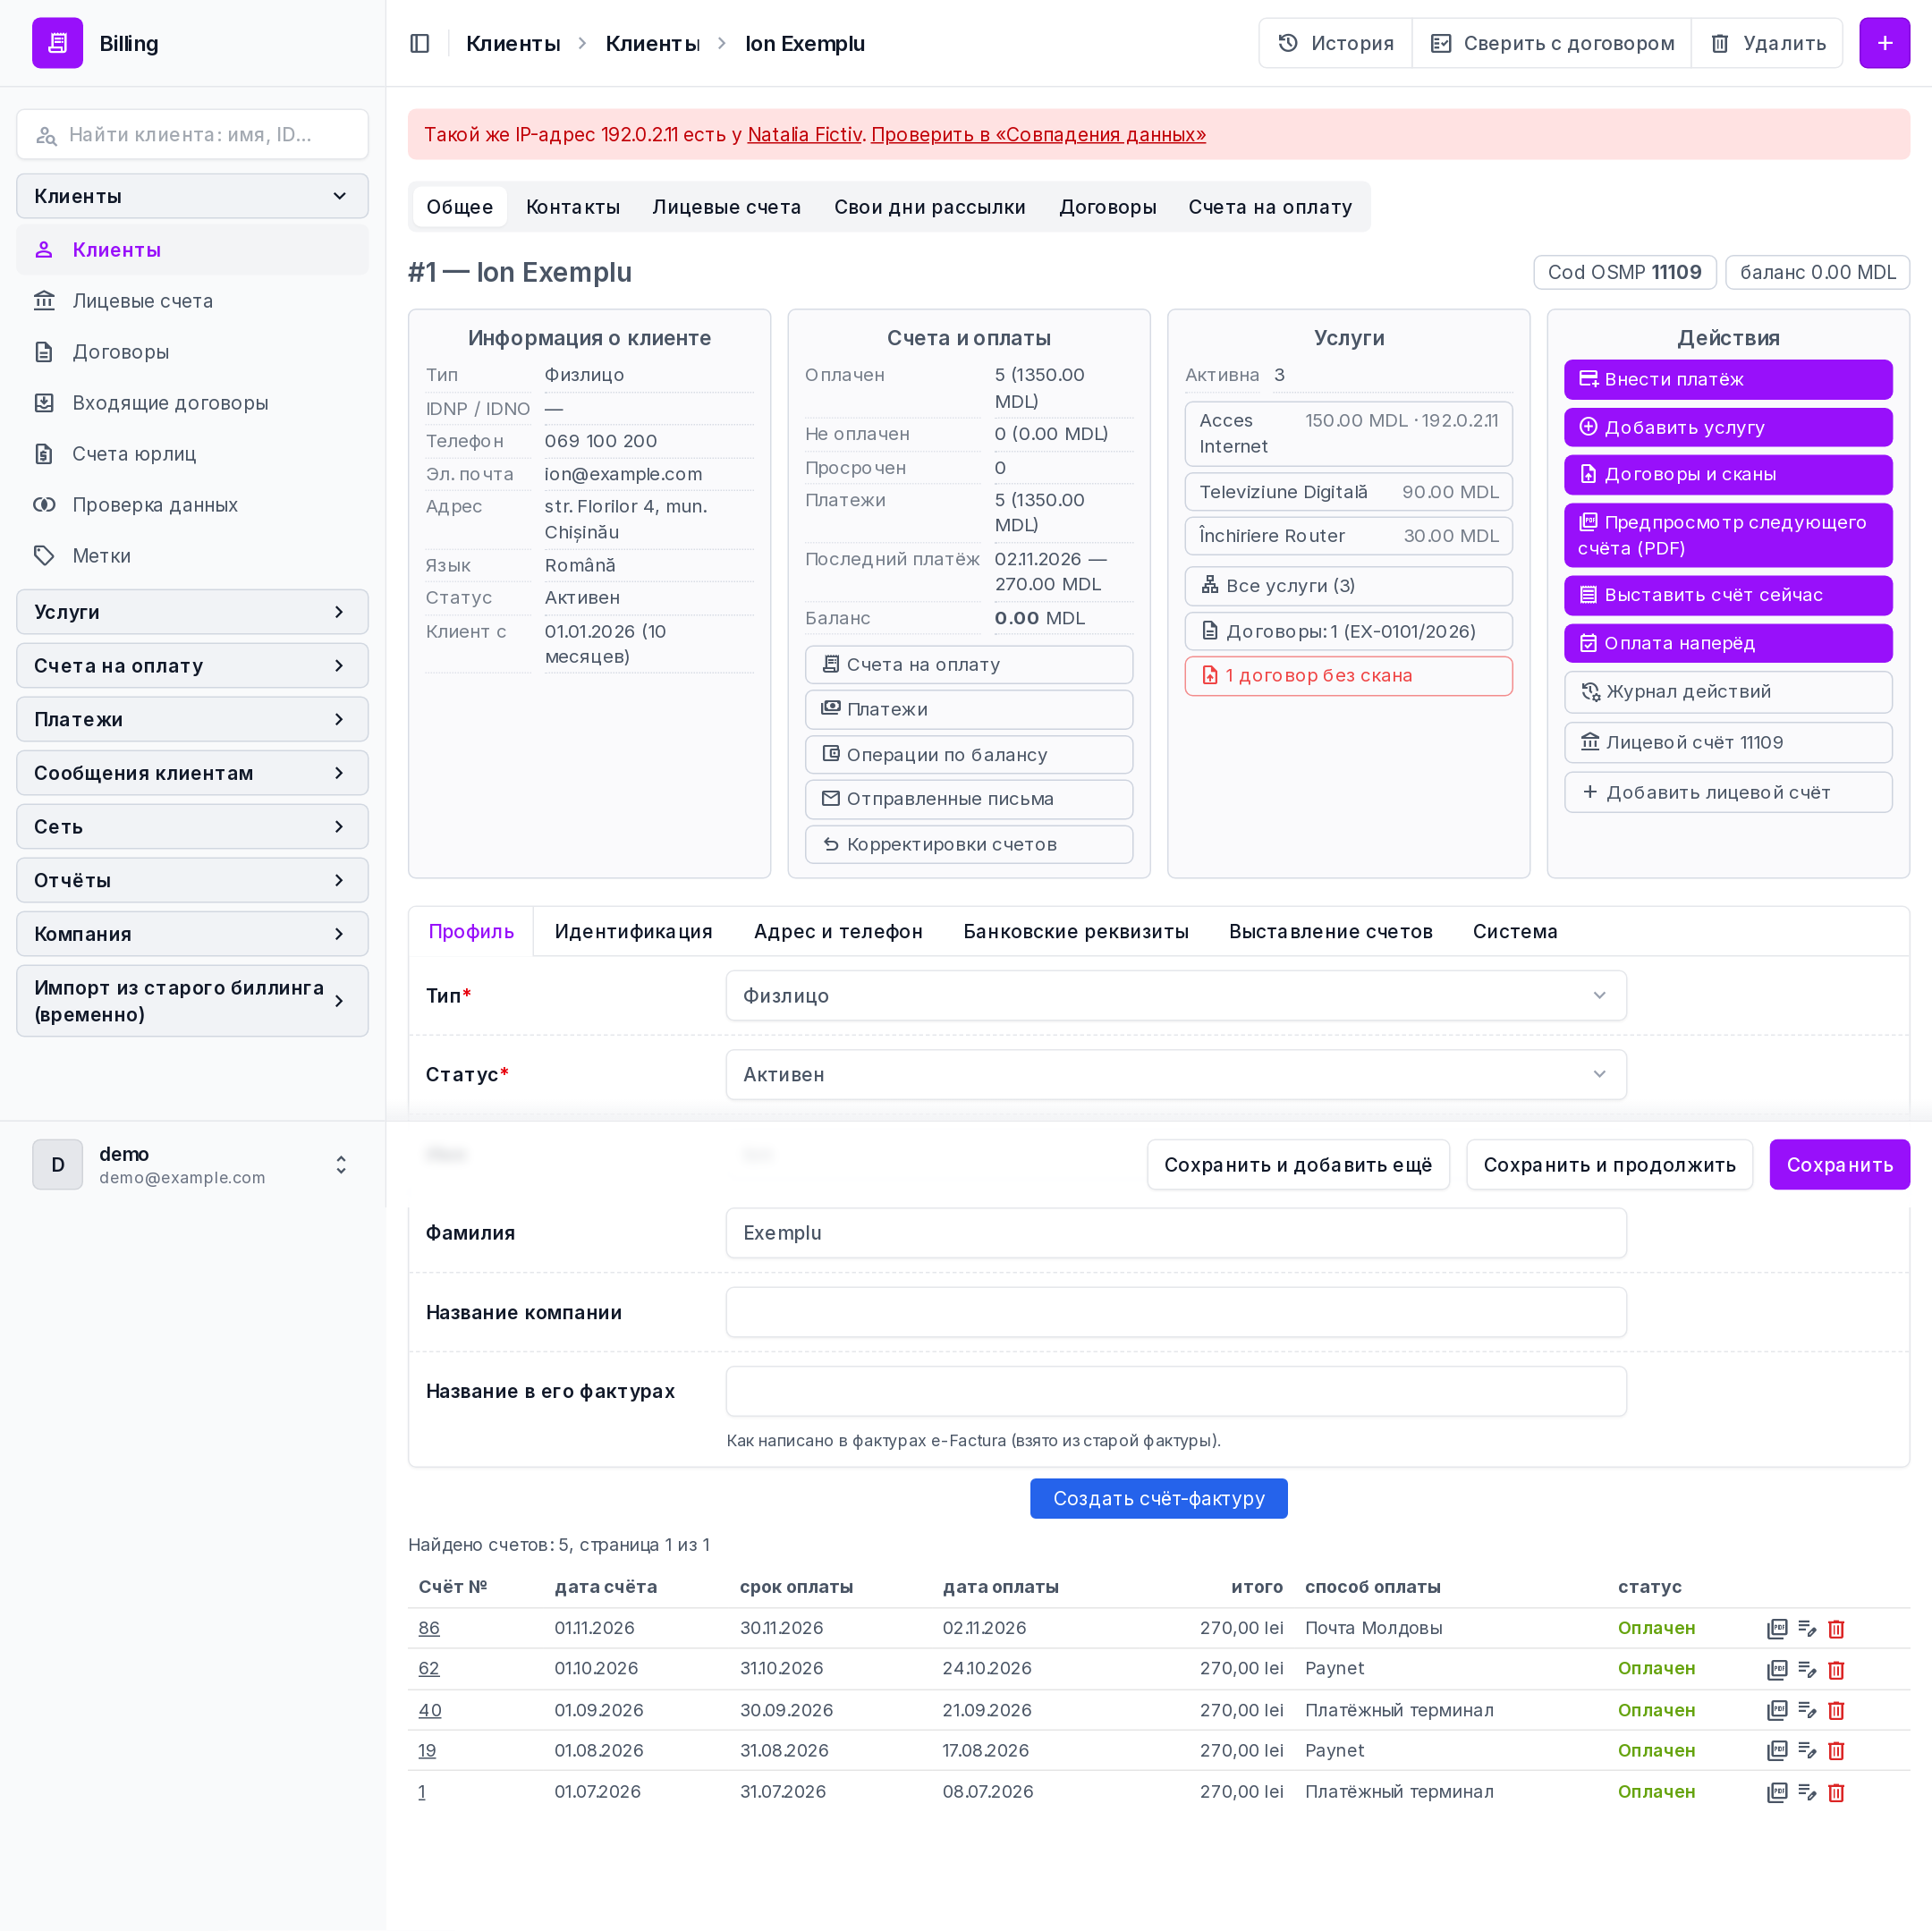 Billing
Клиенты
Клиенты
Ion Exemplu
История
Сверить с договором
Удалить
Найти клиента: имя, ID...
Клиенты
Клиенты
Лицевые счета
Договоры
Входящие договоры
Счета юрлиц
Проверка данных
Метки
Услуги
Счета на оплату
Платежи
Сообщения клиентам
Сеть
Отчёты
Компания
Импорт из старого биллинга
(временно)
demo
demo@example.com
D
Такой же IP-адрес 192.0.2.11 есть у Natalia Fictiv. Проверить в «Совпадения данных»
Общее
Контакты
Лицевые счета
Свои дни рассылки
Договоры
Счета на оплату
#1 — Ion Exemplu
Cod OSMP 11109
баланс 0.00 MDL
Информация о клиенте
Тип Физлицо
IDNP / IDNO —
Телефон 069 100 200
Эл. почта ion@example.com
Адрес str. Florilor 4, mun.
Chișinău
Язык Română
Статус Активен
Клиент с 01.01.2026 (10
месяцев)
Счета и оплаты
Оплачен 5 (1350.00
MDL)
Не оплачен 0 (0.00 MDL)
Просрочен 0
Платежи 5 (1350.00
MDL)
Последний платёж 02.11.2026 —
270.00 MDL
Баланс 0.00 MDL
Счета на оплату
Платежи
Операции по балансу
Отправленные письма
Корректировки счетов
Услуги
Активна 3
Acces 150.00 MDL · 192.0.2.11
Internet
Televiziune Digitală 90.00 MDL
Închiriere Router 30.00 MDL
Все услуги (3)
Договоры: 1 (EX-0101/2026)
1 договор без скана
Действия
Внести платёж
Добавить услугу
Договоры и сканы
Предпросмотр следующего
счёта (PDF)
Выставить счёт сейчас
Оплата наперёд
Журнал действий
Лицевой счёт 11109
Добавить лицевой счёт
Профиль
Идентификация
Адрес и телефон
Банковские реквизиты
Выставление счетов
Система
Тип* Физлицо
Статус* Активен
Сохранить и добавить ещё
Сохранить и продолжить
Сохранить
Фамилия Exemplu
Название компании
Название в его фактурах
Как написано в фактурах e-Factura (взято из старой фактуры).
Создать счёт-фактуру
Найдено счетов: 5, страница 1 из 1
Счёт № дата счёта срок оплаты дата оплаты итого способ оплаты статус
86 01.11.2026 30.11.2026 02.11.2026 270,00 lei Почта Молдовы Оплачен
62 01.10.2026 31.10.2026 24.10.2026 270,00 lei Paynet Оплачен
40 01.09.2026 30.09.2026 21.09.2026 270,00 lei Платёжный терминал Оплачен
19 01.08.2026 31.08.2026 17.08.2026 270,00 lei Paynet Оплачен
1 01.07.2026 31.07.2026 08.07.2026 270,00 lei Платёжный терминал Оплачен